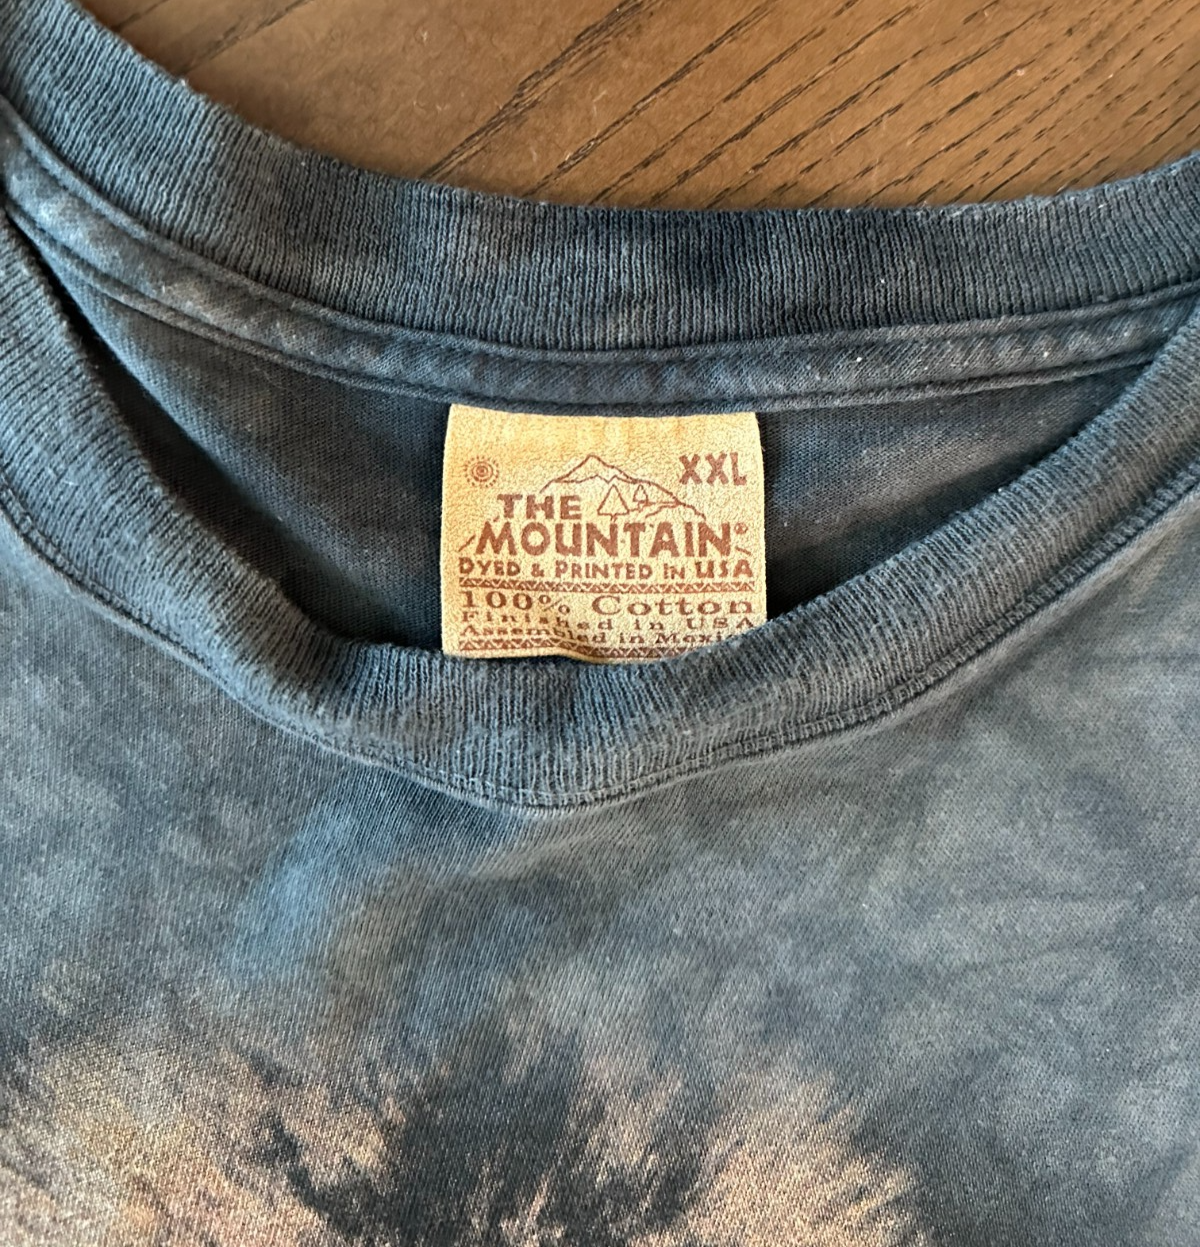 XXL
THE
MOUNTAIN®
DYED & PRINTED IN USA
100% Cotton
Finished in USA
Assembled in Mexico